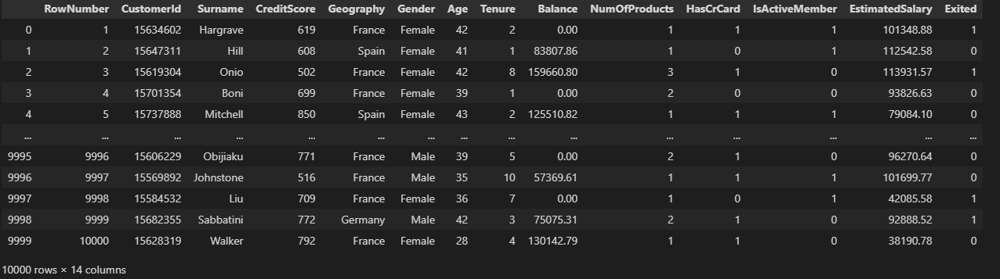 RowNumber CustomerId Surname CreditScore Geography Gender Age Tenure Balance NumOfProducts HasCrCard IsActiveMember EstimatedSalary Exited
0 1 15634602 Hargrave 619 France Female 42 2 0.00 1 1 1 101348.88 1
1 2 15647311 Hill 608 Spain Female 41 1 83807.86 1 0 1 112542.58 0
2 3 15619304 Onio 502 France Female 42 8 159660.80 3 1 0 113931.57 1
3 4 15701354 Boni 699 France Female 39 1 0.00 2 0 0 93826.63 0
4 5 15737888 Mitchell 850 Spain Female 43 2 125510.82 1 1 1 79084.10 0
... ... ... ... ... ... ... ... ... ... ... ... ... ... ...
9995 9996 15606229 Obijiaku 771 France Male 39 5 0.00 2 1 0 96270.64 0
9996 9997 15569892 Johnstone 516 France Male 35 10 57369.61 1 1 1 101699.77 0
9997 9998 15584532 Liu 709 France Female 36 7 0.00 1 0 1 42085.58 1
9998 9999 15682355 Sabbatini 772 Germany Male 42 3 75075.31 2 1 0 92888.52 1
9999 10000 15628319 Walker 792 France Female 28 4 130142.79 1 1 0 38190.78 0
10000 rows × 14 columns